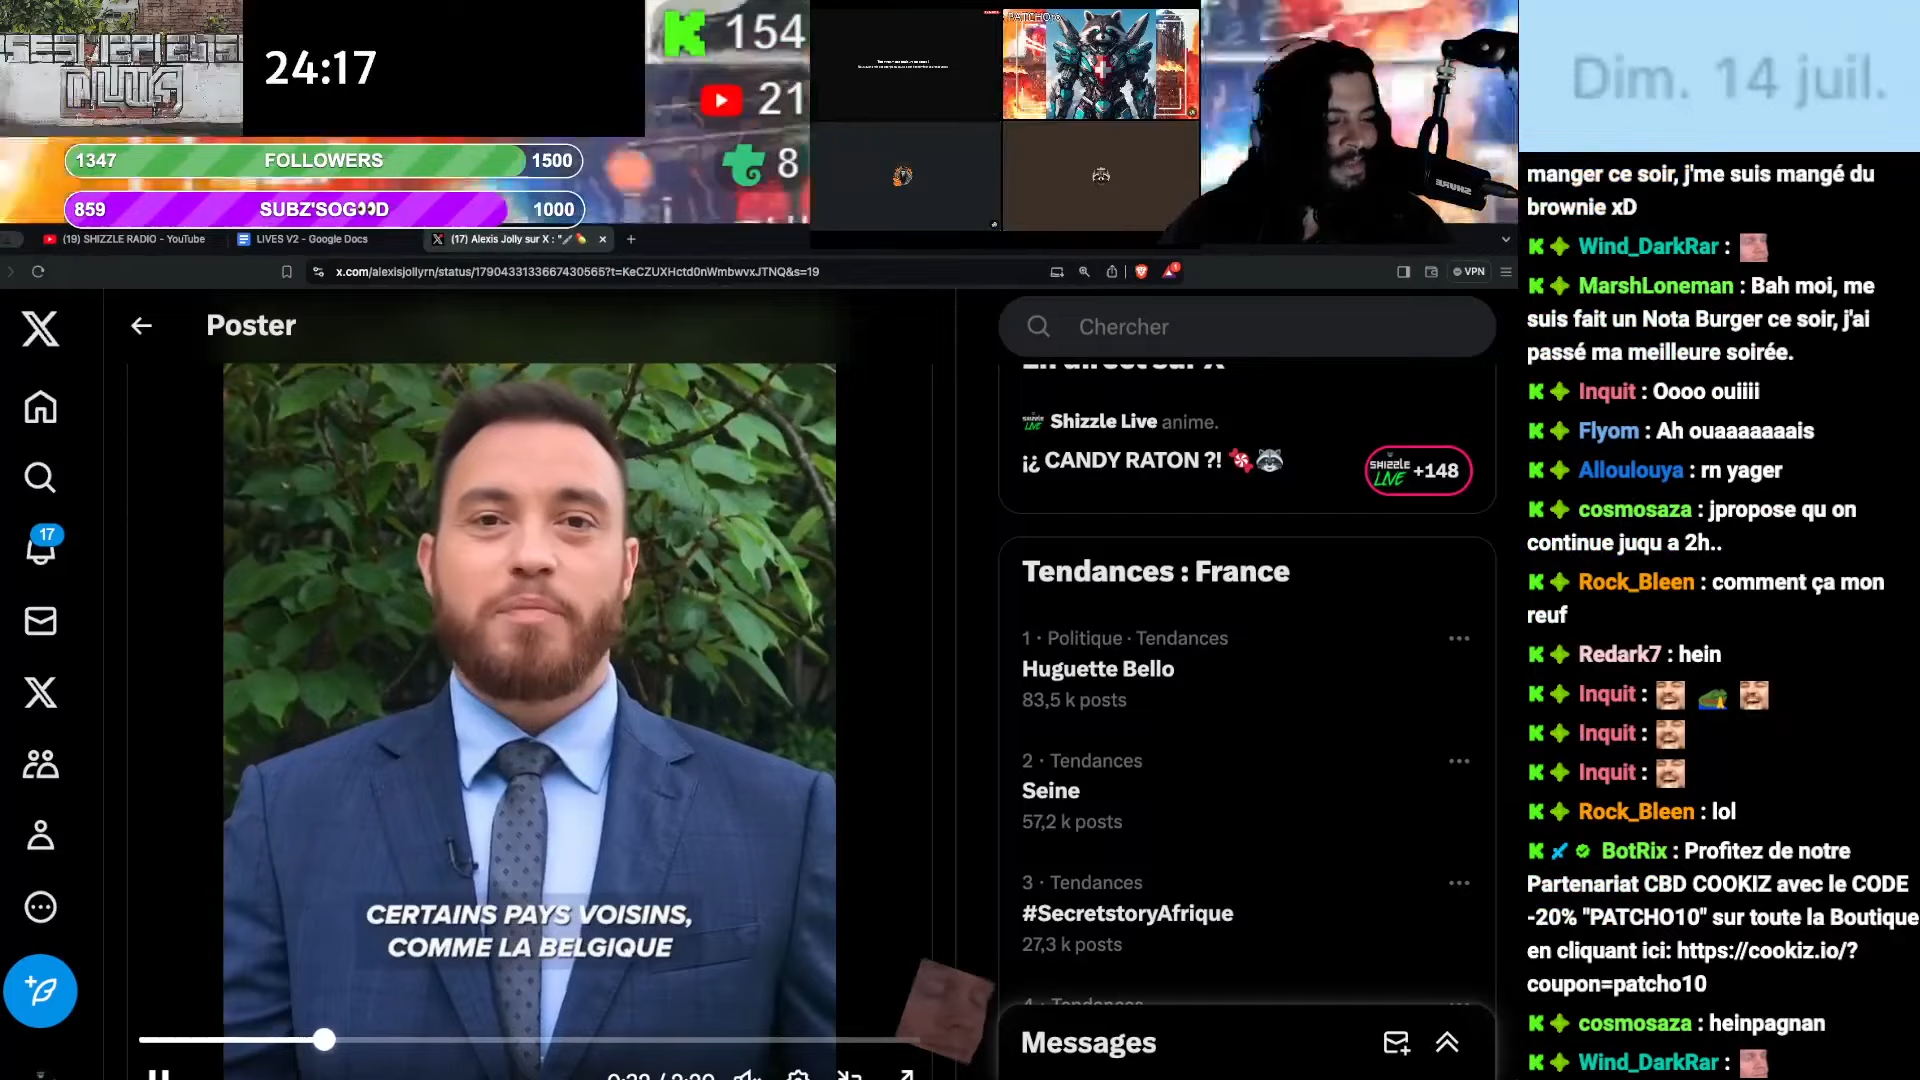 24:17
154
21
8
1347 FOLLOWERS 1500
859 SUBZ'SOG👀D 1000
PATCHO10
Dim. 14 juil.
(19) SHIZZLE RADIO - YouTube
LIVES V2 - Google Docs
(17) Alexis Jolly sur X : "
x.com/alexisjollyrn/status/1790433133667430565?t=KeCZUXHctd0nWmbwvxJTNQ&s=19
VPN
Poster
17
CERTAINS PAYS VOISINS,
COMME LA BELGIQUE
Chercher
En direct sur X
Shizzle Live anime.
¡¿ CANDY RATON ?! 🍬🦝
SHIZZLE LIVE +148
Tendances : France
1 · Politique · Tendances
Huguette Bello
83,5 k posts
2 · Tendances
Seine
57,2 k posts
3 · Tendances
#SecretstoryAfrique
27,3 k posts
4 · Tendances
Messages
SHURE
manger ce soir, j'me suis mangé du
brownie xD
Wind_DarkRar :
MarshLoneman : Bah moi, me
suis fait un Nota Burger ce soir, j'ai
passé ma meilleure soirée.
Inquit : Oooo ouiiii
Flyom : Ah ouaaaaaais
Alloulouya : rn yager
cosmosaza : jpropose qu on
continue juqu a 2h..
Rock_Bleen : comment ça mon
reuf
Redark7 : hein
Inquit :
Inquit :
Inquit :
Rock_Bleen : lol
BotRix : Profitez de notre
Partenariat CBD COOKIZ avec le CODE
-20% "PATCHO10" sur toute la Boutique
en cliquant ici: https://cookiz.io/?
coupon=patcho10
cosmosaza : heinpagnan
Wind_DarkRar :